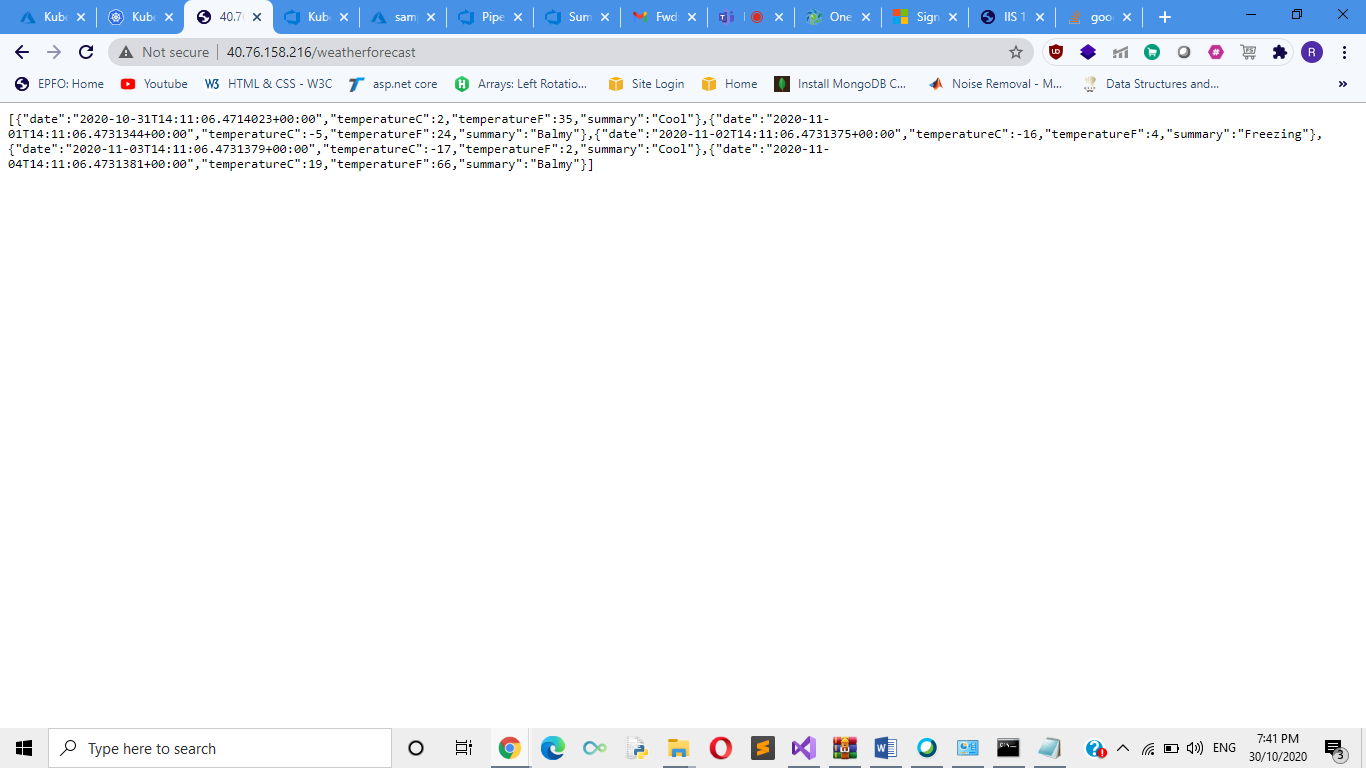 Kube
Kube
40.7
Kube
sam
Pipe
Sum
Fwd
One
Sign
IIS 1
goo
Not secure
40.76.158.216/weatherforecast
R
EPFO: Home
Youtube
HTML & CSS - W3C
asp.net core
Arrays: Left Rotatio...
Site Login
Home
Install MongoDB C...
Noise Removal - M...
Data Structures and...
»
[{"date":"2020-10-31T14:11:06.4714023+00:00","temperatureC":2,"temperatureF":35,"summary":"Cool"},{"date":"2020-11-
01T14:11:06.4731344+00:00","temperatureC":-5,"temperatureF":24,"summary":"Balmy"},{"date":"2020-11-02T14:11:06.4731375+00:00","temperatureC":-16,"temperatureF":4,"summary":"Freezing"},
{"date":"2020-11-03T14:11:06.4731379+00:00","temperatureC":-17,"temperatureF":2,"summary":"Cool"},{"date":"2020-11-
04T14:11:06.4731381+00:00","temperatureC":19,"temperatureF":66,"summary":"Balmy"}]
Type here to search
ENG
7:41 PM
30/10/2020
3